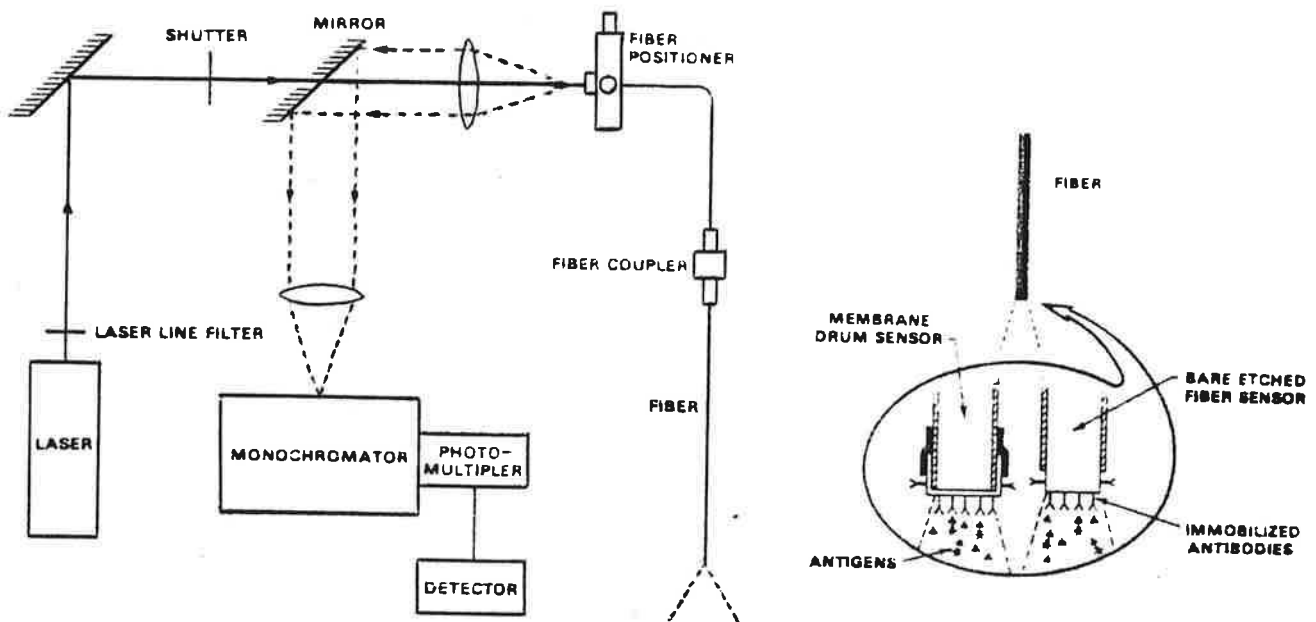 MIRROR
SHUTTER
FIBER
POSITIONER
FIBER COUPLER
LASER LINE FILTER
LASER
MONOCHROMATOR
PHOTO-
MULTIPLER
DETECTOR
FIBER
FIBER
MEMBRANE
DRUM SENSOR
BARE ETCHED
FIBER SENSOR
IMMOBILIZED
ANTIBODIES
ANTIGENS